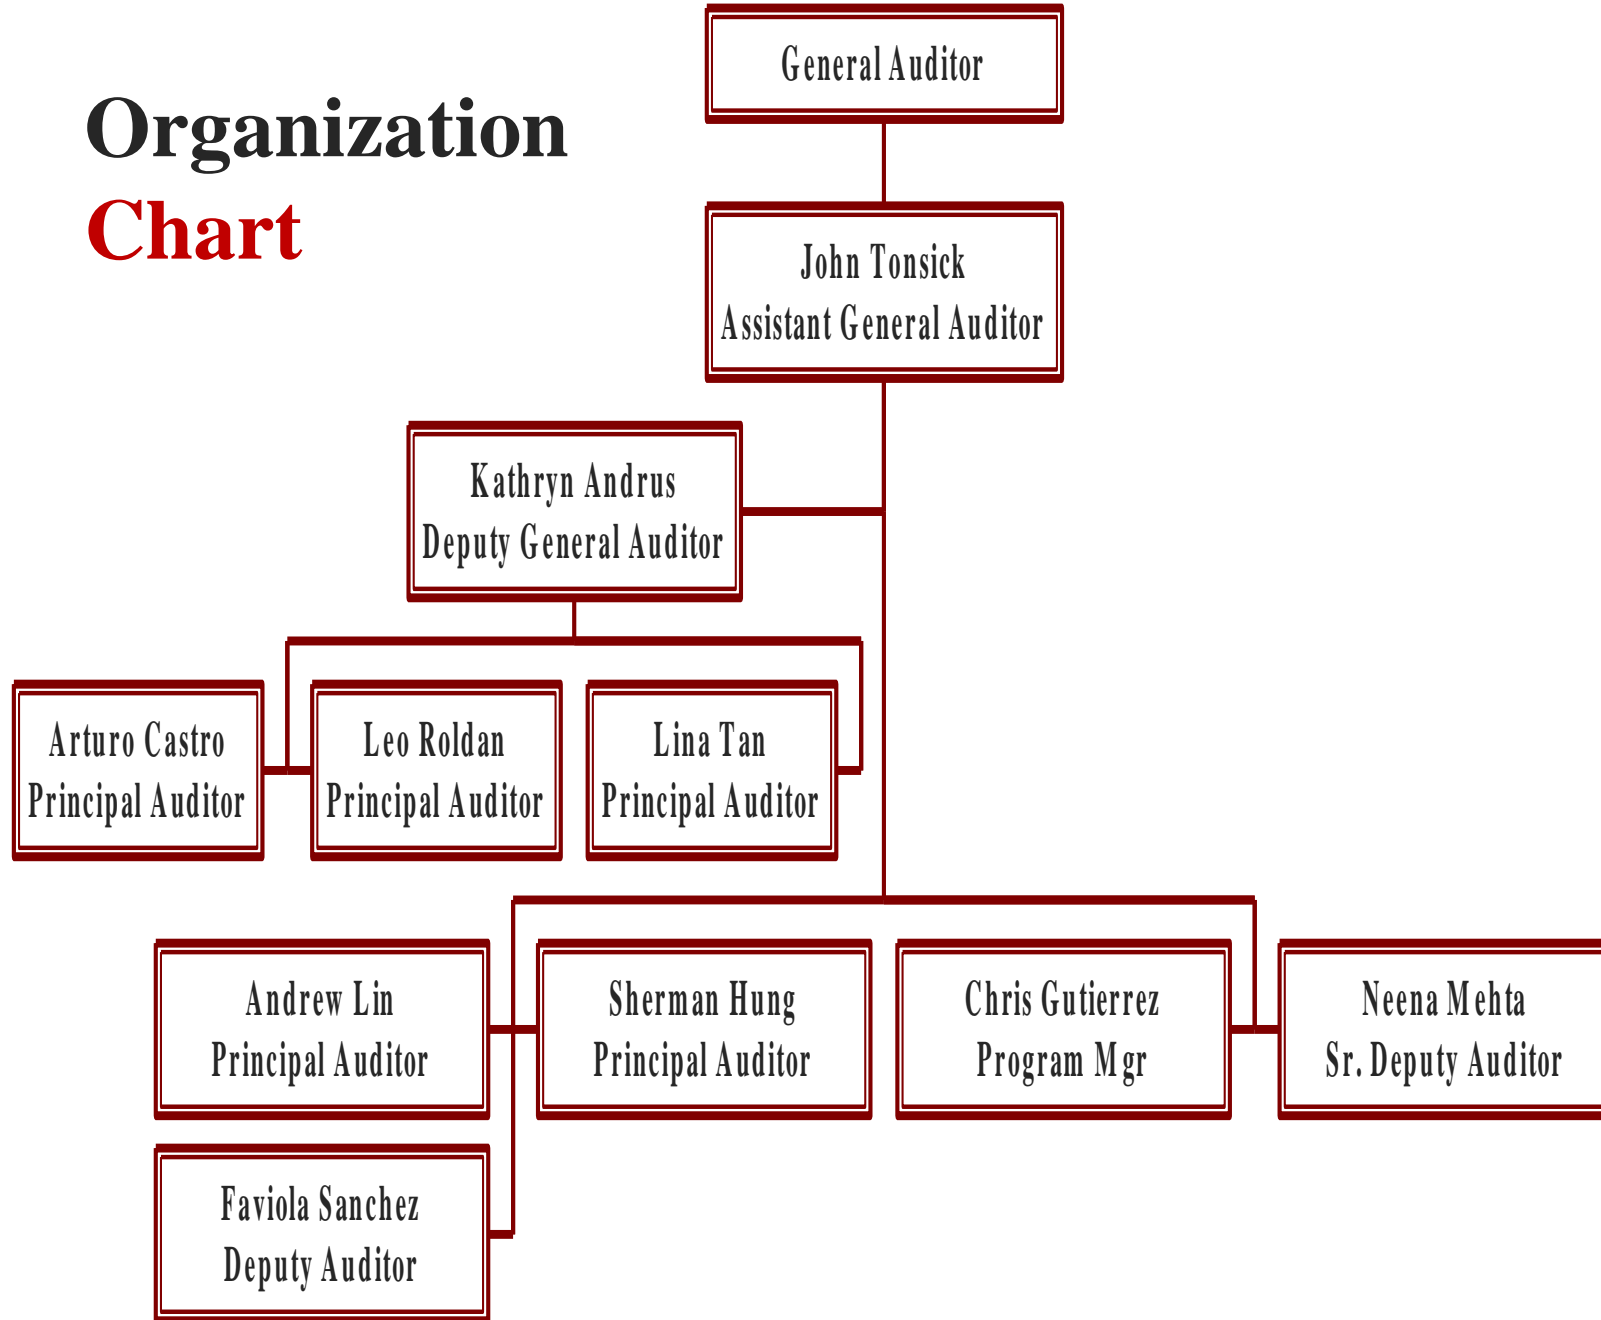 Organization
Chart
General Auditor
John Tonsick
Assistant General Auditor
Kathryn Andrus
Deputy General Auditor
Arturo Castro
Principal Auditor
Leo Roldan
Principal Auditor
Lina Tan
Principal Auditor
Andrew Lin
Principal Auditor
Sherman Hung
Principal Auditor
Chris Gutierrez
Program Mgr
Neena Mehta
Sr. Deputy Auditor
Faviola Sanchez
Deputy Auditor